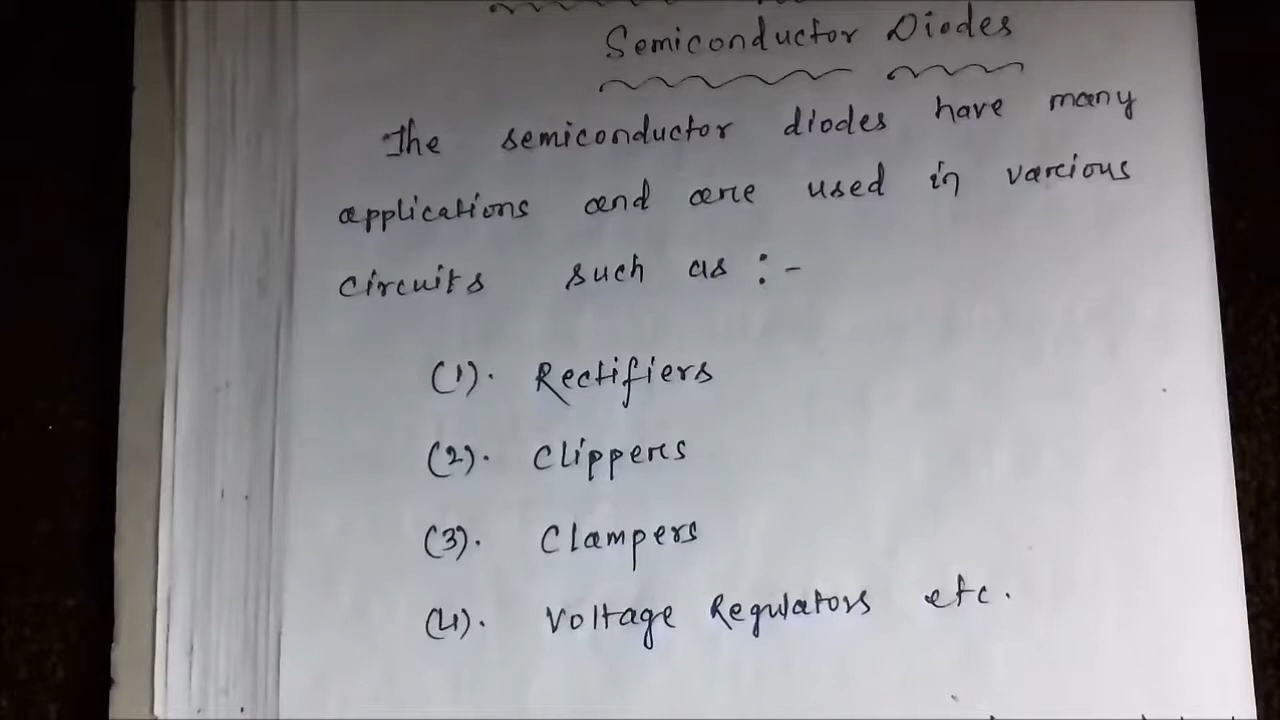 Semiconductor Diodes
The semiconductor diodes have many
applications and are used in various
circuits such as :-
(1). Rectifiers
(2). Clippers
(3). Clampers
(4). Voltage Regulators etc.